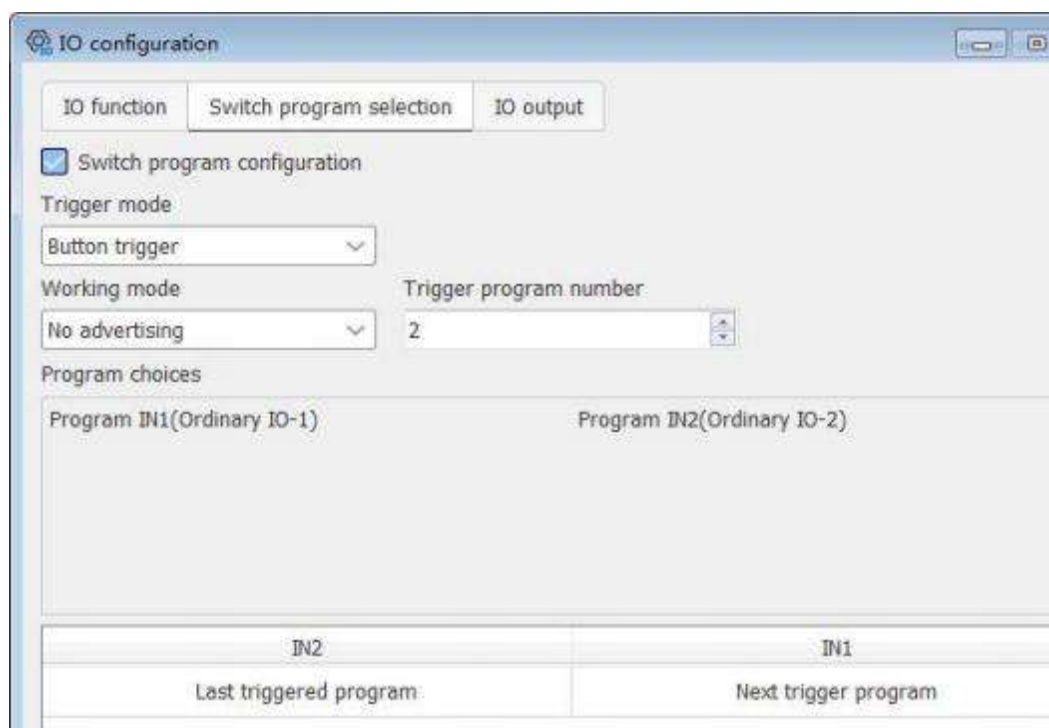 IO configuration
IO function Switch program selection IO output
Switch program configuration
Trigger mode
Button trigger
Working mode Trigger program number
No advertising 2
Program choices
Program IN1(Ordinary IO-1) Program IN2(Ordinary IO-2)
IN2 IN1
Last triggered program Next trigger program